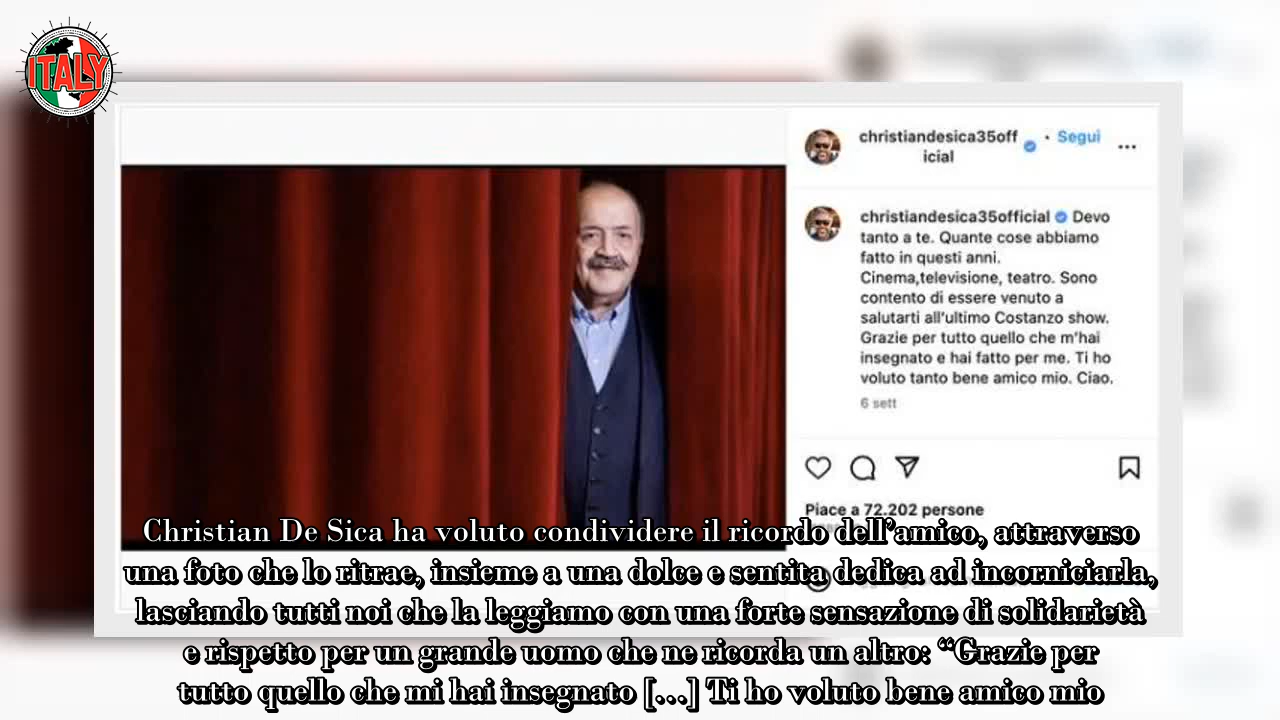 ITALY
christiandesica35off
icial
• Segui
...
christiandesica35official Devo
tanto a te. Quante cose abbiamo
fatto in questi anni.
Cinema,televisione, teatro. Sono
contento di essere venuto a
salutarti all'ultimo Costanzo show.
Grazie per tutto quello che m'hai
insegnato e hai fatto per me. Ti ho
voluto tanto bene amico mio. Ciao.
6 sett
Piace a 72.202 persone
Christian De Sica ha voluto condividere il ricordo dell'amico, attraverso
una foto che lo ritrae, insieme a una dolce e sentita dedica ad incorniciarla,
lasciando tutti noi che la leggiamo con una forte sensazione di solidarietà
e rispetto per un grande uomo che ne ricorda un altro: “Grazie per
tutto quello che mi hai insegnato [...] Ti ho voluto bene amico mio